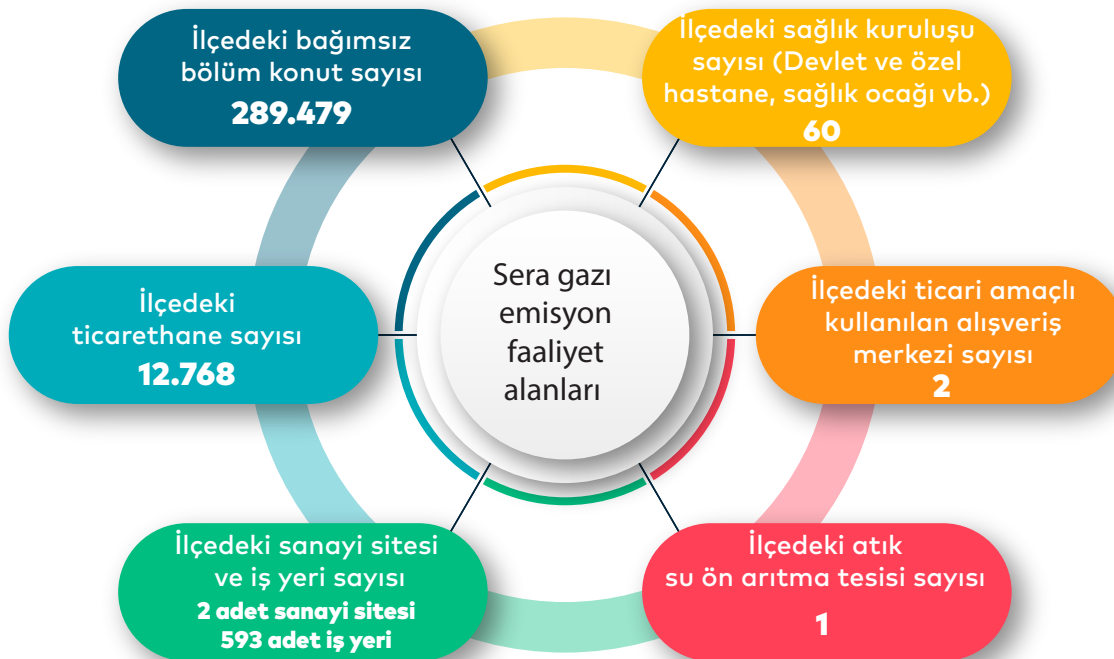 İlçedeki bağımsız
bölüm konut sayısı
289.479
İlçedeki sağlık kuruluşu
sayısı (Devlet ve özel
hastane, sağlık ocağı vb.)
60
İlçedeki
ticarethane sayısı
12.768
Sera gazı
emisyon
faaliyet
alanları
İlçedeki ticari amaçlı
kullanılan alışveriş
merkezi sayısı
2
İlçedeki sanayi sitesi
ve iş yeri sayısı
2 adet sanayi sitesi
593 adet iş yeri
İlçedeki atık
su ön arıtma tesisi sayısı
1